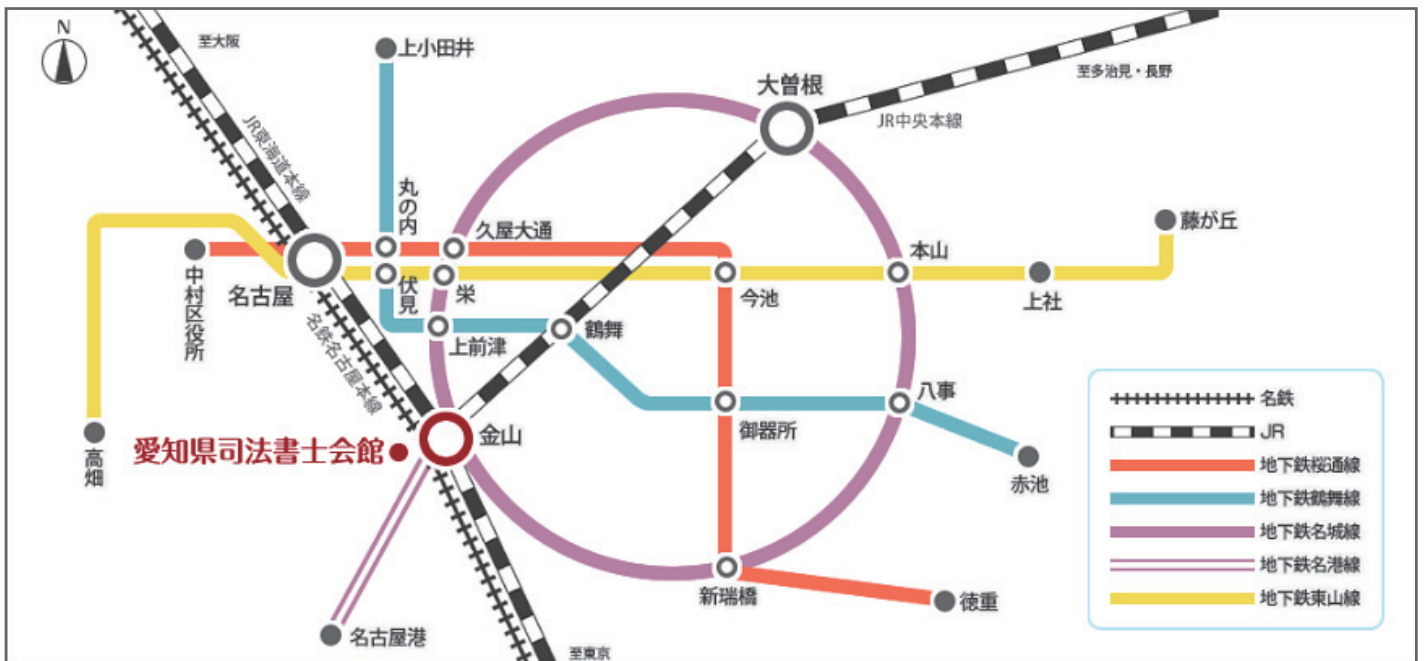 N
至大阪
上小田井
大曽根
至多治見・長野
JR中央本線
JR東海道本線
丸の内
久屋大通
藤が丘
本山
中村区役所
名古屋
伏見
栄
今池
上社
名鉄名古屋本線
上前津
鶴舞
八事
愛知県司法書士会館
金山
御器所
高畑
赤池
新瑞橋
徳重
名古屋港
至東京
名鉄
JR
地下鉄桜通線
地下鉄鶴舞線
地下鉄名城線
地下鉄名港線
地下鉄東山線